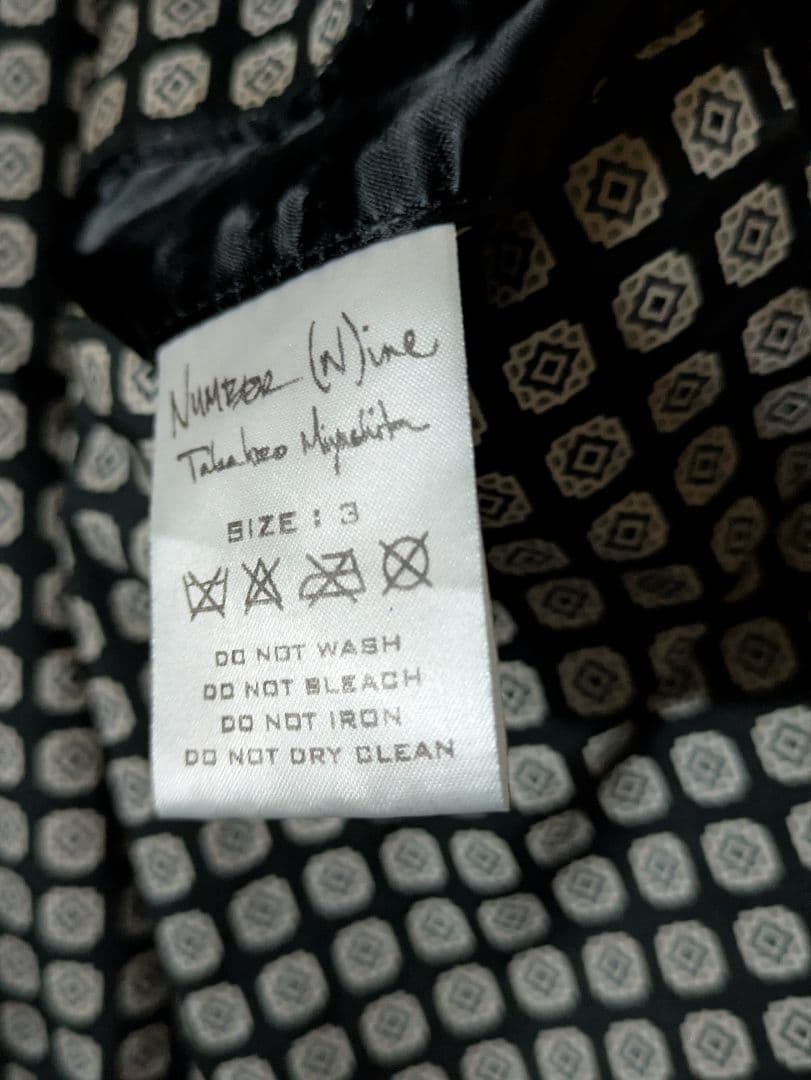 NUMBER (N)ine
Takahiro Miyashita
SIZE : 3
DO NOT WASH
DO NOT BLEACH
DO NOT IRON
DO NOT DRY CLEAN